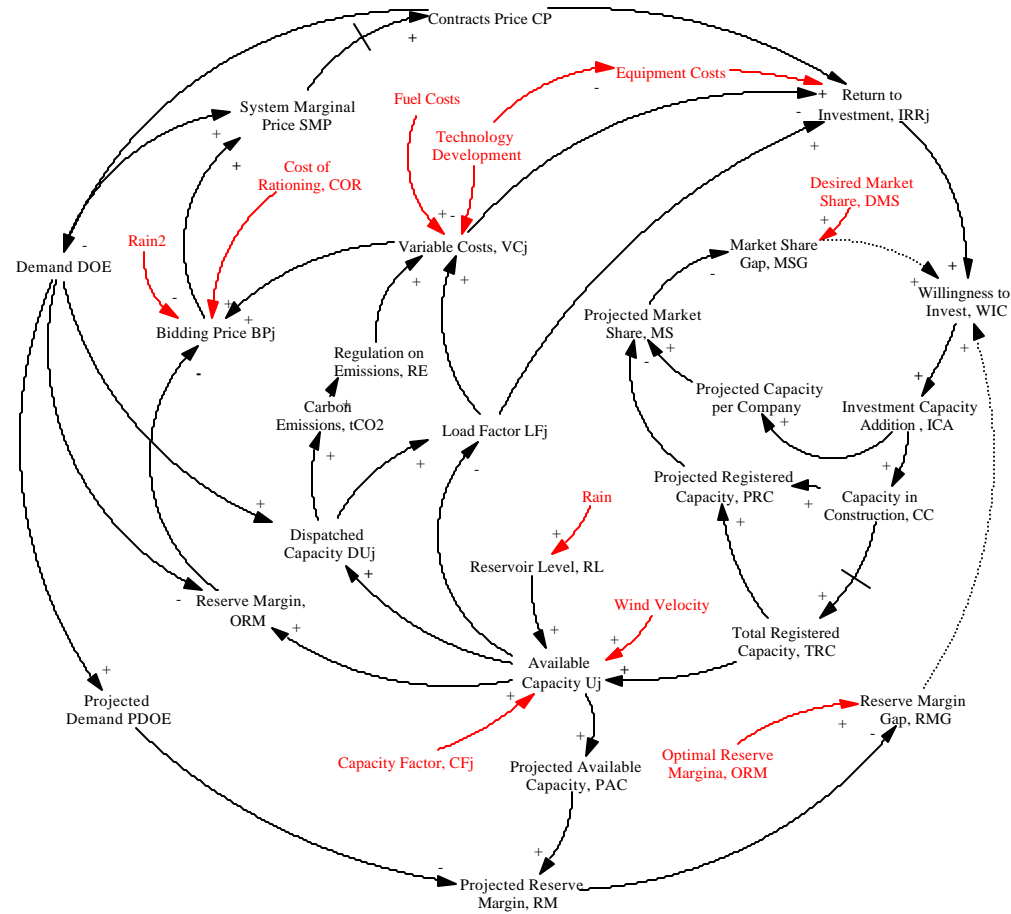 Contracts Price CP
+
Equipment Costs
-
Fuel Costs
+
Return to
Investment, IRRj
-
+
System Marginal
Price SMP
+
+
Technology
Development
Cost of
Rationing, COR
Desired Market
Share, DMS
+
Rain2
-
Demand DOE
+
-
Variable Costs, VCj
Market Share
Gap, MSG
-
+
+
+
+
Willingness to
Invest, WIC
+
-
+
+
Bidding Price BPj
-
Projected Market
Share, MS
+
-
Regulation on
Emissions, RE
+
Projected Capacity
per Company
+
+
Investment Capacity
Addition , ICA
Carbon
Emissions, tCO2
+
Load Factor LFj
+
-
Projected Registered
Capacity, PRC
+
+
+
Capacity in
Construction, CC
Rain
+
+
Dispatched
Capacity DUj
+
Reservoir Level, RL
-
Reserve Margin,
ORM
+
+
Wind Velocity
+
+
Total Registered
Capacity, TRC
+
Available
Capacity Uj
+
+
Projected
Demand PDOE
Reserve Margin
Gap, RMG
+
-
Capacity Factor, CFj
+
Projected Available
Capacity, PAC
Optimal Reserve
Margina, ORM
+
-
Projected Reserve
Margin, RM